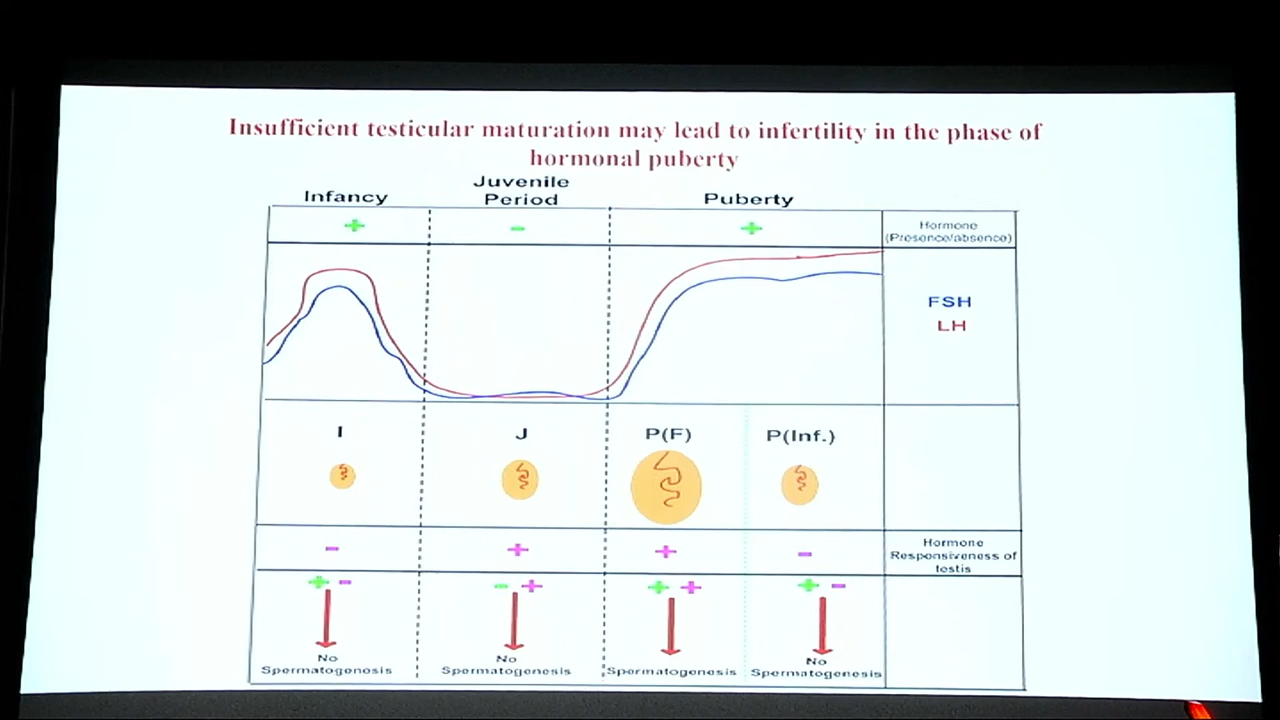 Insufficient testicular maturation may lead to infertility in the phase of
hormonal puberty
Infancy
Juvenile
Period
Puberty
+
-
+
Hormone
(Presence/absence)
FSH
LH
I
J
P(F)
P(Inf.)
-
+
+
-
Hormone
Responsiveness of
testis
+ -
- +
+ +
+ -
No
Spermatogenesis
No
Spermatogenesis
Spermatogenesis
No
Spermatogenesis